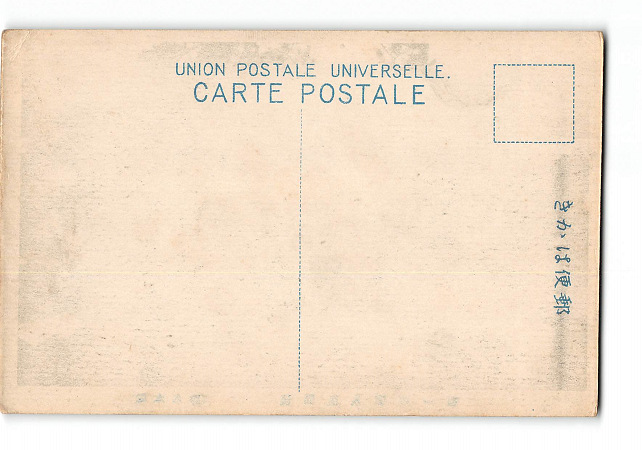 UNION POSTALE UNIVERSELLE.
CARTE POSTALE
きかは便郵